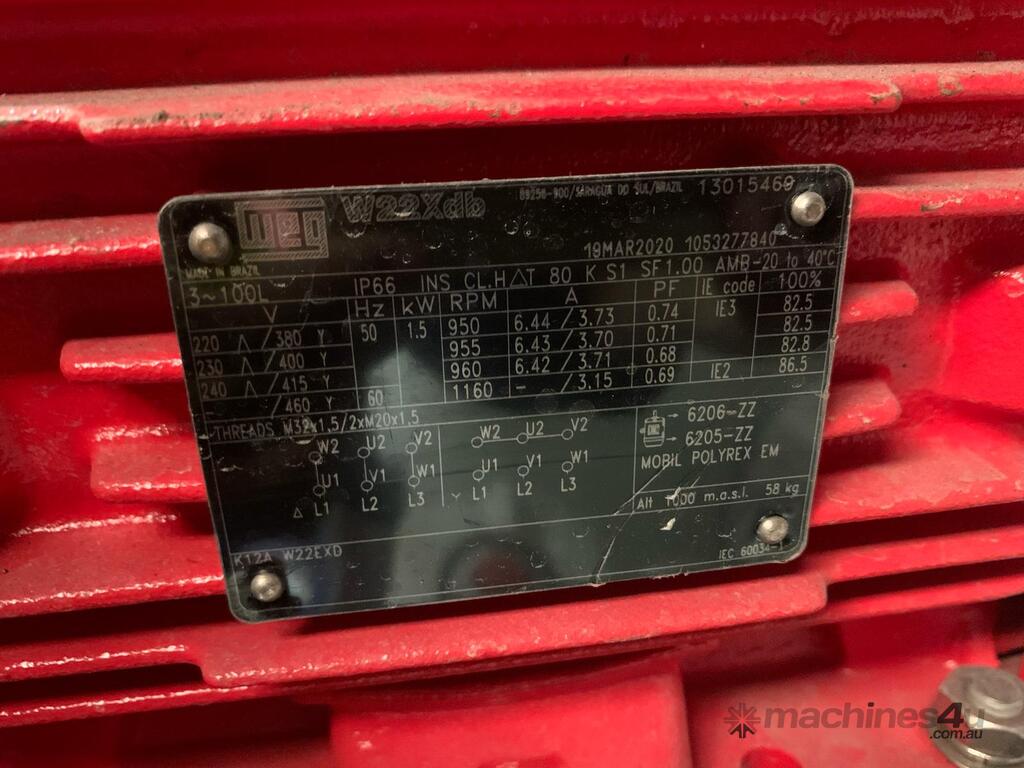 WEG W22Xdb 89256-900/JARAGUA DO SUL/BRAZIL 13015469
MADE IN BRAZIL 19MAR2020 1053277840
3~100L IP66 INS CL.H △T 80 K S1 SF1.00 AMB-20 to 40°C
V Hz kW RPM A PF IE code 100%
220 △/380 Y 50 1.5 950 6.44/3.73 0.74 IE3 82.5
230 △/400 Y 955 6.43/3.70 0.71 82.5
240 △/415 Y 960 6.42/3.71 0.68 82.8
- /460 Y 60 1160 - /3.15 0.69 IE2 86.5
THREADS M32x1.5/2xM20x1.5
W2 U2 V2 W2 U2 V2
U1 V1 W1 U1 V1 W1
△ L1 L2 L3 Y L1 L2 L3
→ 6206-ZZ
→ 6205-ZZ
MOBIL POLYREX EM
Alt 1000 m.a.s.l. 58 kg
K12A W22EXD IEC 60034-1
machines4u
.com.au